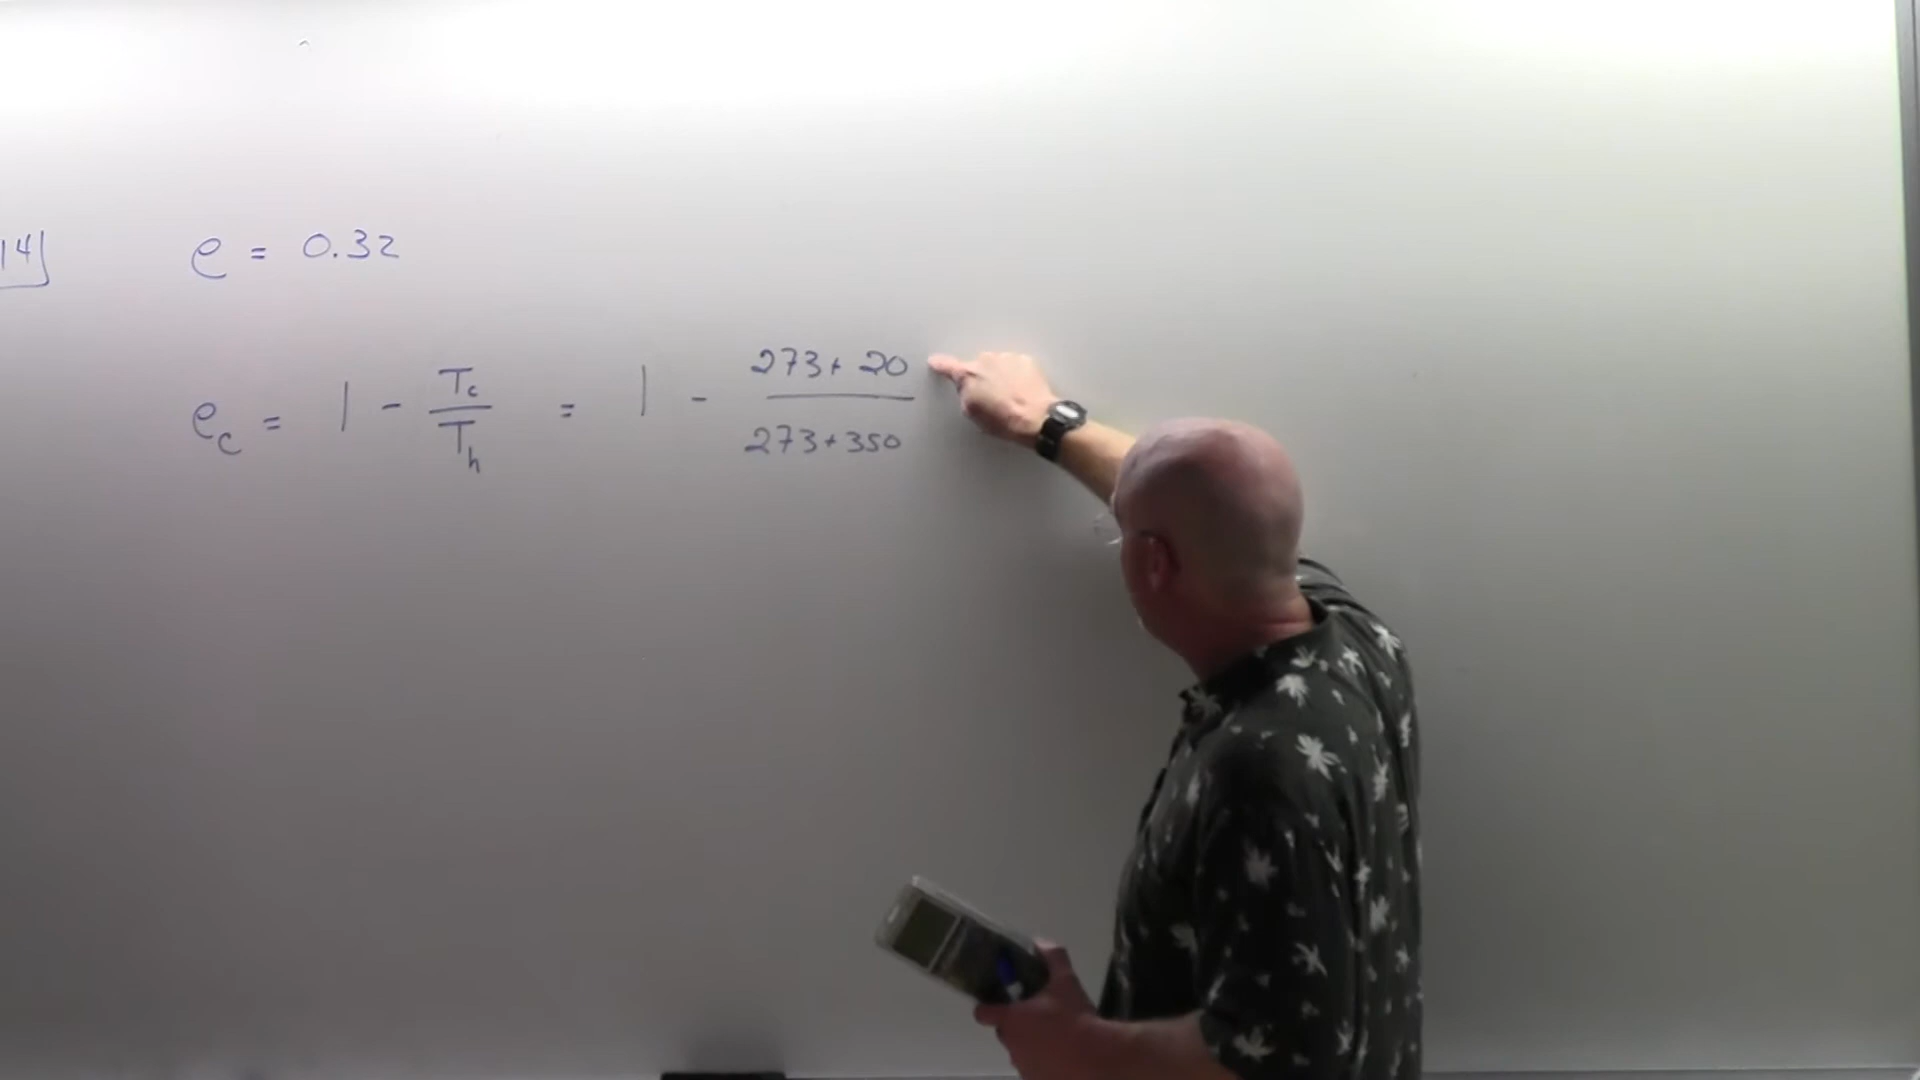 14]
e = 0.32
e_c = 1 - T_c/T_h = 1 - (273+20)/(273+350)